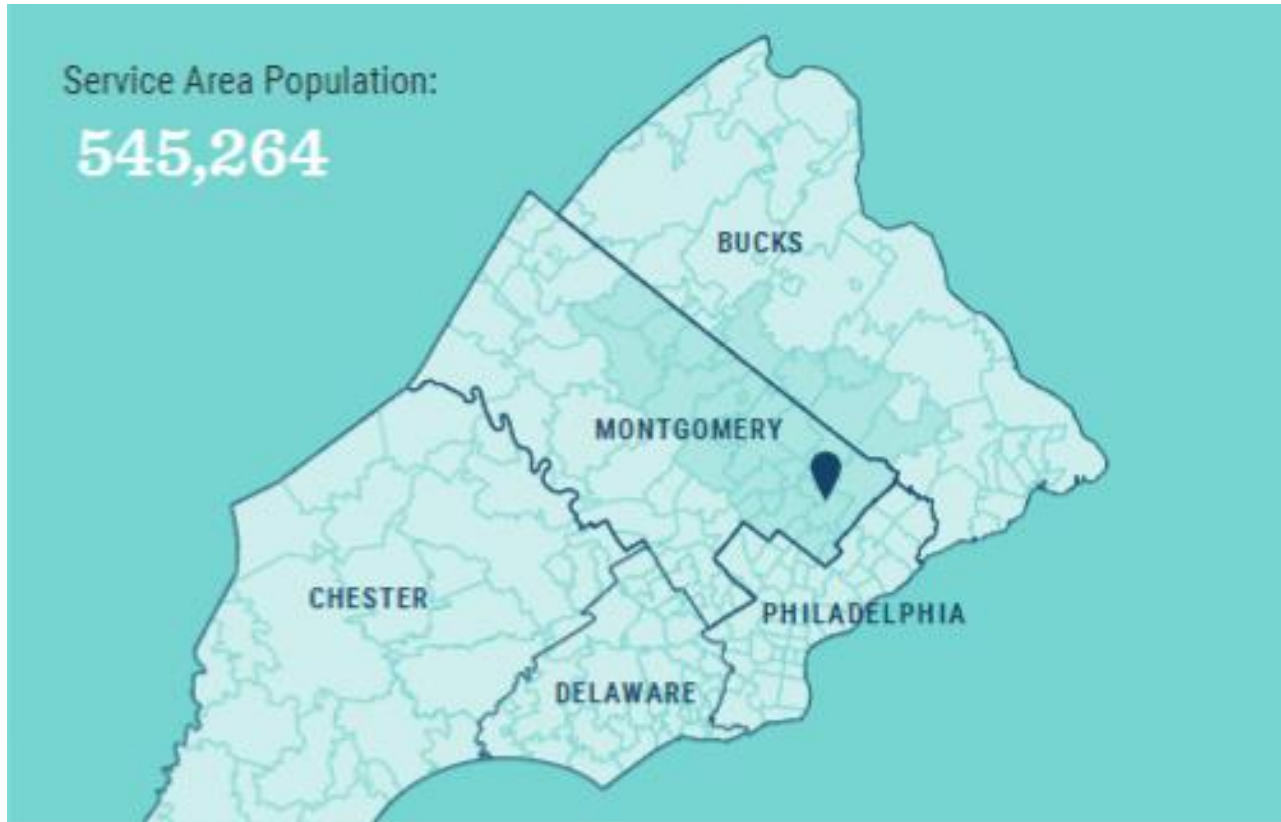 Service Area Population:
545,264
BUCKS
MONTGOMERY
CHESTER
PHILADELPHIA
DELAWARE